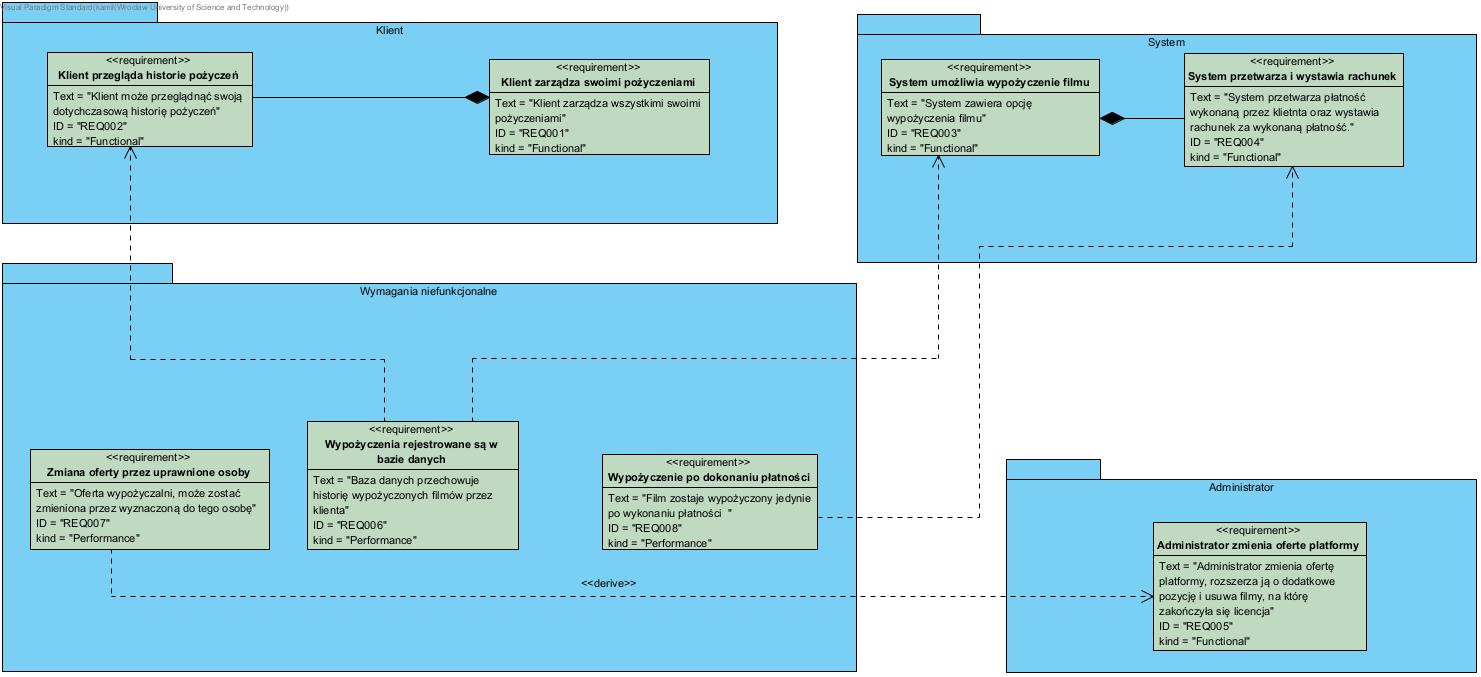 Visual Paradigm Standard(kamil(Wroclaw University of Science and Technology))
Klient
<<requirement>>
Klient przegląda historie pożyczeń
Text = "Klient może przeglądnąć swoją
dotychczasową historię pożyczeń"
ID = "REQ002"
kind = "Functional"
<<requirement>>
Klient zarządza swoimi pożyczeniami
Text = "Klient zarządza wszystkimi swoimi
pożyczeniami"
ID = "REQ001"
kind = "Functional"
System
<<requirement>>
System umożliwia wypożyczenie filmu
Text = "System zawiera opcję
wypożyczenia filmu"
ID = "REQ003"
kind = "Functional"
<<requirement>>
System przetwarza i wystawia rachunek
Text = "System przetwarza płatność
wykonaną przez klietnta oraz wystawia
rachunek za wykonaną płatność."
ID = "REQ004"
kind = "Functional"
Wymagania niefunkcjonalne
<<requirement>>
Zmiana oferty przez uprawnione osoby
Text = "Oferta wypożyczalni, może zostać
zmieniona przez wyznaczoną do tego osobę"
ID = "REQ007"
kind = "Performance"
<<requirement>>
Wypożyczenia rejestrowane są w
bazie danych
Text = "Baza danych przechowuje
historię wypożyczonych filmów przez
klienta"
ID = "REQ006"
kind = "Performance"
<<requirement>>
Wypożyczenie po dokonaniu płatności
Text = "Film zostaje wypożyczony jedynie
po wykonaniu płatności  "
ID = "REQ008"
kind = "Performance"
<<derive>>
Administrator
<<requirement>>
Administrator zmienia oferte platformy
Text = "Administrator zmienia ofertę
platformy, rozszerza ją o dodatkowe
pozycję i usuwa filmy, na którę
zakończyła się licencja"
ID = "REQ005"
kind = "Functional"